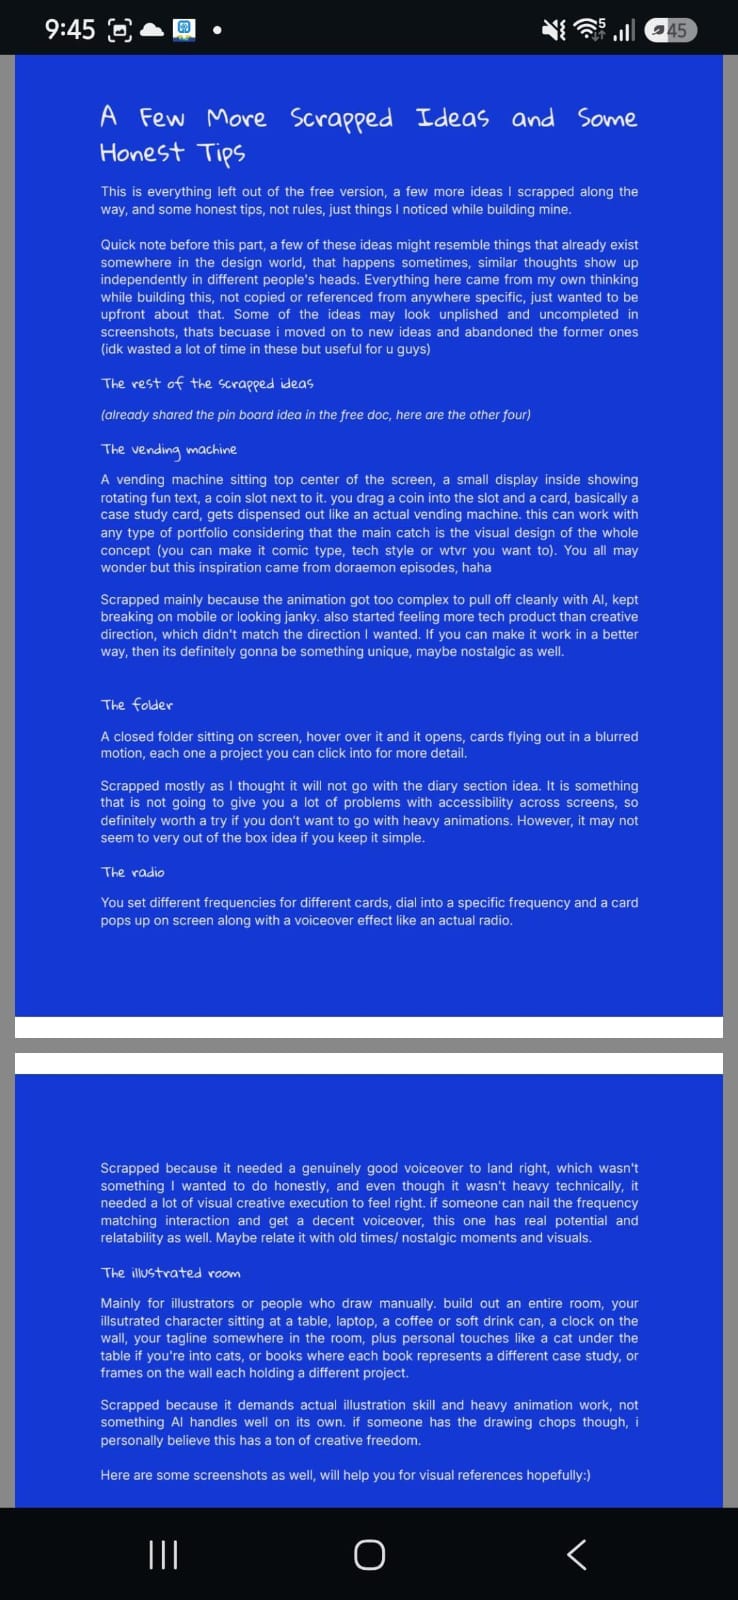 9:45
5
45
A Few More Scrapped Ideas and Some
Honest Tips
This is everything left out of the free version, a few more ideas I scrapped along the
way, and some honest tips, not rules, just things I noticed while building mine.
Quick note before this part, a few of these ideas might resemble things that already exist
somewhere in the design world, that happens sometimes, similar thoughts show up
independently in different people's heads. Everything here came from my own thinking
while building this, not copied or referenced from anywhere specific, just wanted to be
upfront about that. Some of the ideas may look unplished and uncompleted in
screenshots, thats becuase i moved on to new ideas and abandoned the former ones
(idk wasted a lot of time in these but useful for u guys)
The rest of the scrapped ideas
(already shared the pin board idea in the free doc, here are the other four)
The vending machine
A vending machine sitting top center of the screen, a small display inside showing
rotating fun text, a coin slot next to it. you drag a coin into the slot and a card, basically a
case study card, gets dispensed out like an actual vending machine. this can work with
any type of portfolio considering that the main catch is the visual design of the whole
concept (you can make it comic type, tech style or wtvr you want to). You all may
wonder but this inspiration came from doraemon episodes, haha
Scrapped mainly because the animation got too complex to pull off cleanly with AI, kept
breaking on mobile or looking janky. also started feeling more tech product than creative
direction, which didn't match the direction I wanted. If you can make it work in a better
way, then its definitely gonna be something unique, maybe nostalgic as well.
The folder
A closed folder sitting on screen, hover over it and it opens, cards flying out in a blurred
motion, each one a project you can click into for more detail.
Scrapped mostly as I thought it will not go with the diary section idea. It is something
that is not going to give you a lot of problems with accessibility across screens, so
definitely worth a try if you don't want to go with heavy animations. However, it may not
seem to very out of the box idea if you keep it simple.
The radio
You set different frequencies for different cards, dial into a specific frequency and a card
pops up on screen along with a voiceover effect like an actual radio.
Scrapped because it needed a genuinely good voiceover to land right, which wasn't
something I wanted to do honestly, and even though it wasn't heavy technically, it
needed a lot of visual creative execution to feel right. if someone can nail the frequency
matching interaction and get a decent voiceover, this one has real potential and
relatability as well. Maybe relate it with old times/ nostalgic moments and visuals.
The illustrated room
Mainly for illustrators or people who draw manually. build out an entire room, your
illsutrated character sitting at a table, laptop, a coffee or soft drink can, a clock on the
wall, your tagline somewhere in the room, plus personal touches like a cat under the
table if you're into cats, or books where each book represents a different case study, or
frames on the wall each holding a different project.
Scrapped because it demands actual illustration skill and heavy animation work, not
something AI handles well on its own. if someone has the drawing chops though, i
personally believe this has a ton of creative freedom.
Here are some screenshots as well, will help you for visual references hopefully:)